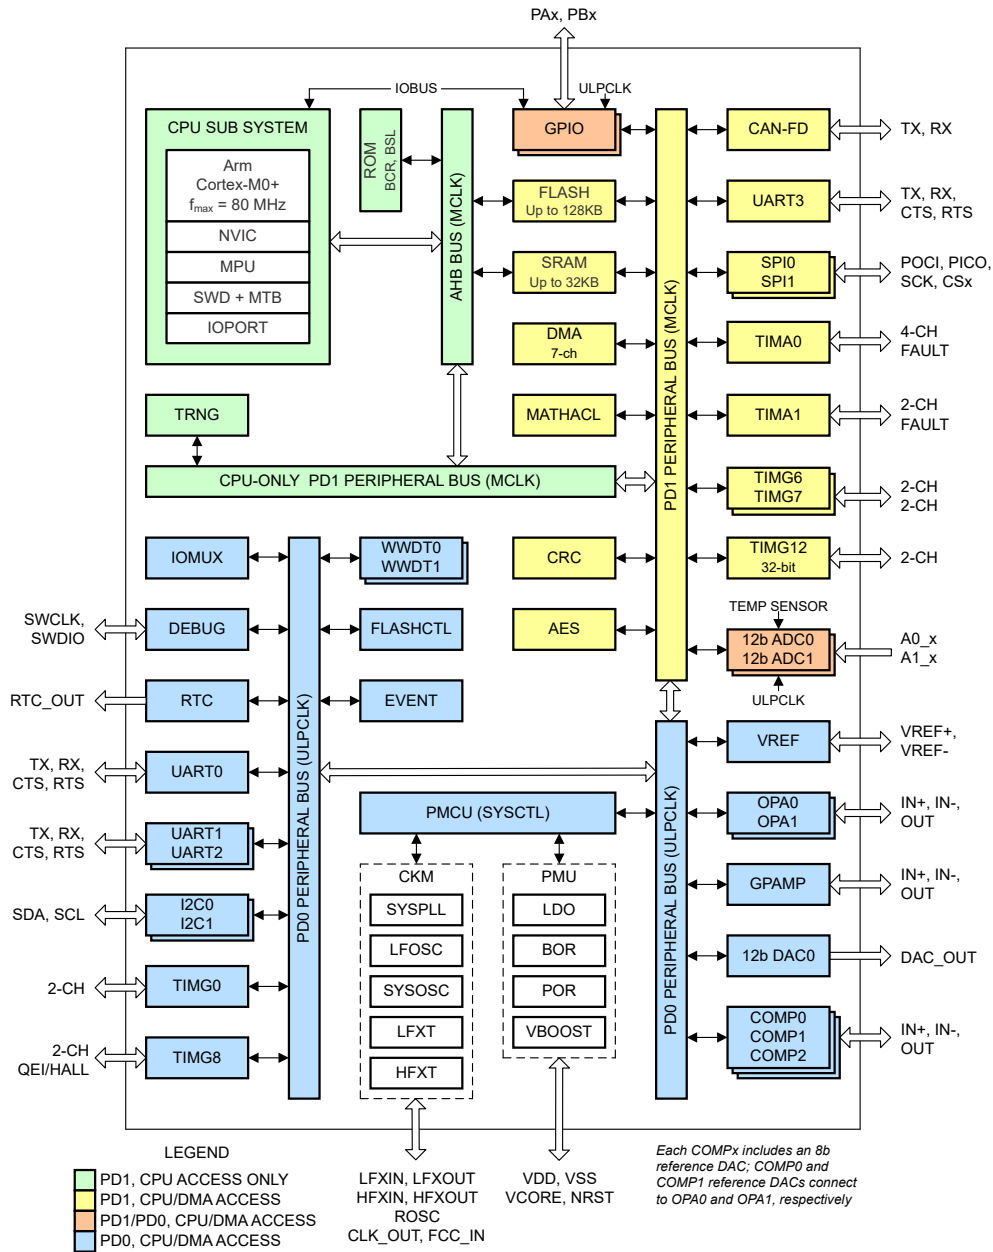 PAx, PBx
IOBUS
ULPCLK
CPU SUB SYSTEM
Arm
Cortex-M0+
fmax = 80 MHz
NVIC
MPU
SWD + MTB
IOPORT
ROM
BCR, BSL
AHB BUS (MCLK)
GPIO
FLASH
Up to 128KB
SRAM
Up to 32KB
DMA
7-ch
MATHACL
CRC
AES
PD1 PERIPHERAL BUS (MCLK)
CAN-FD
TX, RX
UART3
TX, RX,
CTS, RTS
SPI0
SPI1
POCI, PICO
SCK, CSx
TIMA0
4-CH
FAULT
TIMA1
2-CH
FAULT
TIMG6
TIMG7
2-CH
2-CH
TIMG12
32-bit
2-CH
TEMP SENSOR
12b ADC0
12b ADC1
A0_x
A1_x
ULPCLK
TRNG
CPU-ONLY PD1 PERIPHERAL BUS (MCLK)
IOMUX
SWCLK,
SWDIO
DEBUG
RTC_OUT
RTC
TX, RX,
CTS, RTS
UART0
TX, RX,
CTS, RTS
UART1
UART2
SDA, SCL
I2C0
I2C1
2-CH
TIMG0
2-CH
QEI/HALL
TIMG8
PD0 PERIPHERAL BUS (ULPCLK)
WWDT0
WWDT1
FLASHCTL
EVENT
PMCU (SYSCTL)
CKM
SYSPLL
LFOSC
SYSOSC
LFXT
HFXT
PMU
LDO
BOR
POR
VBOOST
PD0 PERIPHERAL BUS (ULPCLK)
VREF
VREF+,
VREF-
OPA0
OPA1
IN+, IN-,
OUT
GPAMP
IN+, IN-,
OUT
12b DAC0
DAC_OUT
COMP0
COMP1
COMP2
IN+, IN-,
OUT
LEGEND
PD1, CPU ACCESS ONLY
PD1, CPU/DMA ACCESS
PD1/PD0, CPU/DMA ACCESS
PD0, CPU/DMA ACCESS
LFXIN, LFXOUT
HFXIN, HFXOUT
ROSC
CLK_OUT, FCC_IN
VDD, VSS
VCORE, NRST
Each COMPx includes an 8b
reference DAC; COMP0 and
COMP1 reference DACs connect
to OPA0 and OPA1, respectively